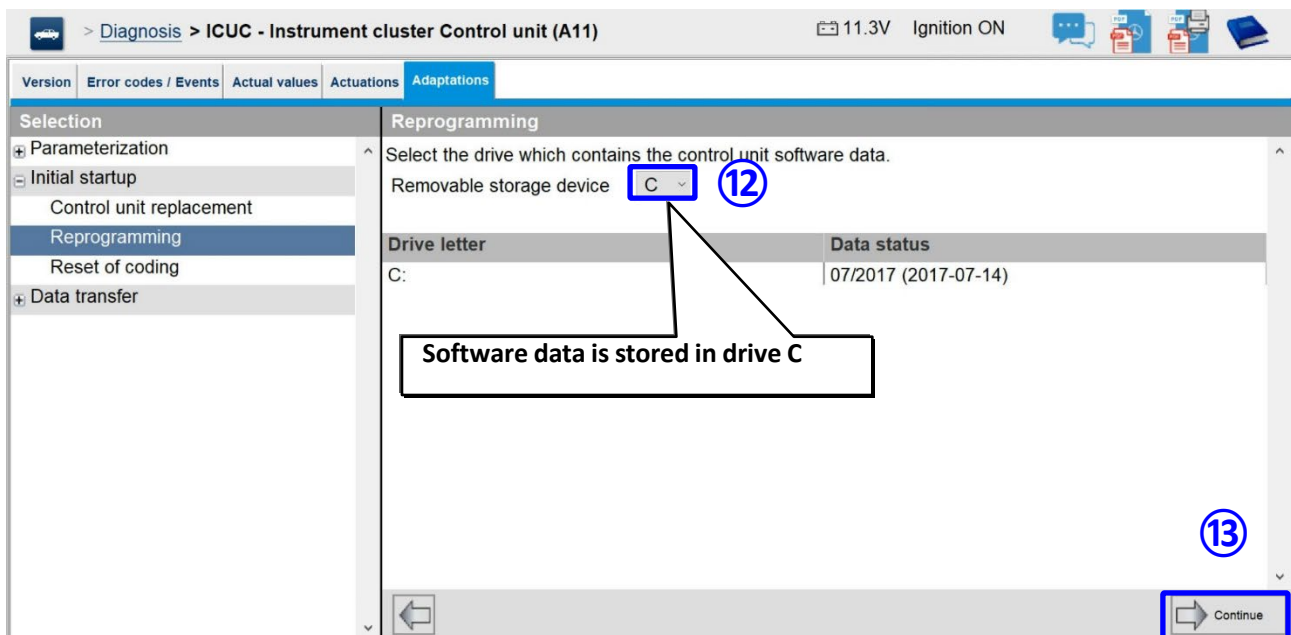 > Diagnosis > ICUC - Instrument cluster Control unit (A11) 11.3V Ignition ON
Version Error codes / Events Actual values Actuations Adaptations
Selection
Parameterization
Initial startup
Control unit replacement
Reprogramming
Reset of coding
Data transfer
Reprogramming
Select the drive which contains the control unit software data.
Removable storage device C ⑫
Drive letter Data status
C: 07/2017 (2017-07-14)
Software data is stored in drive C
⑬
Continue